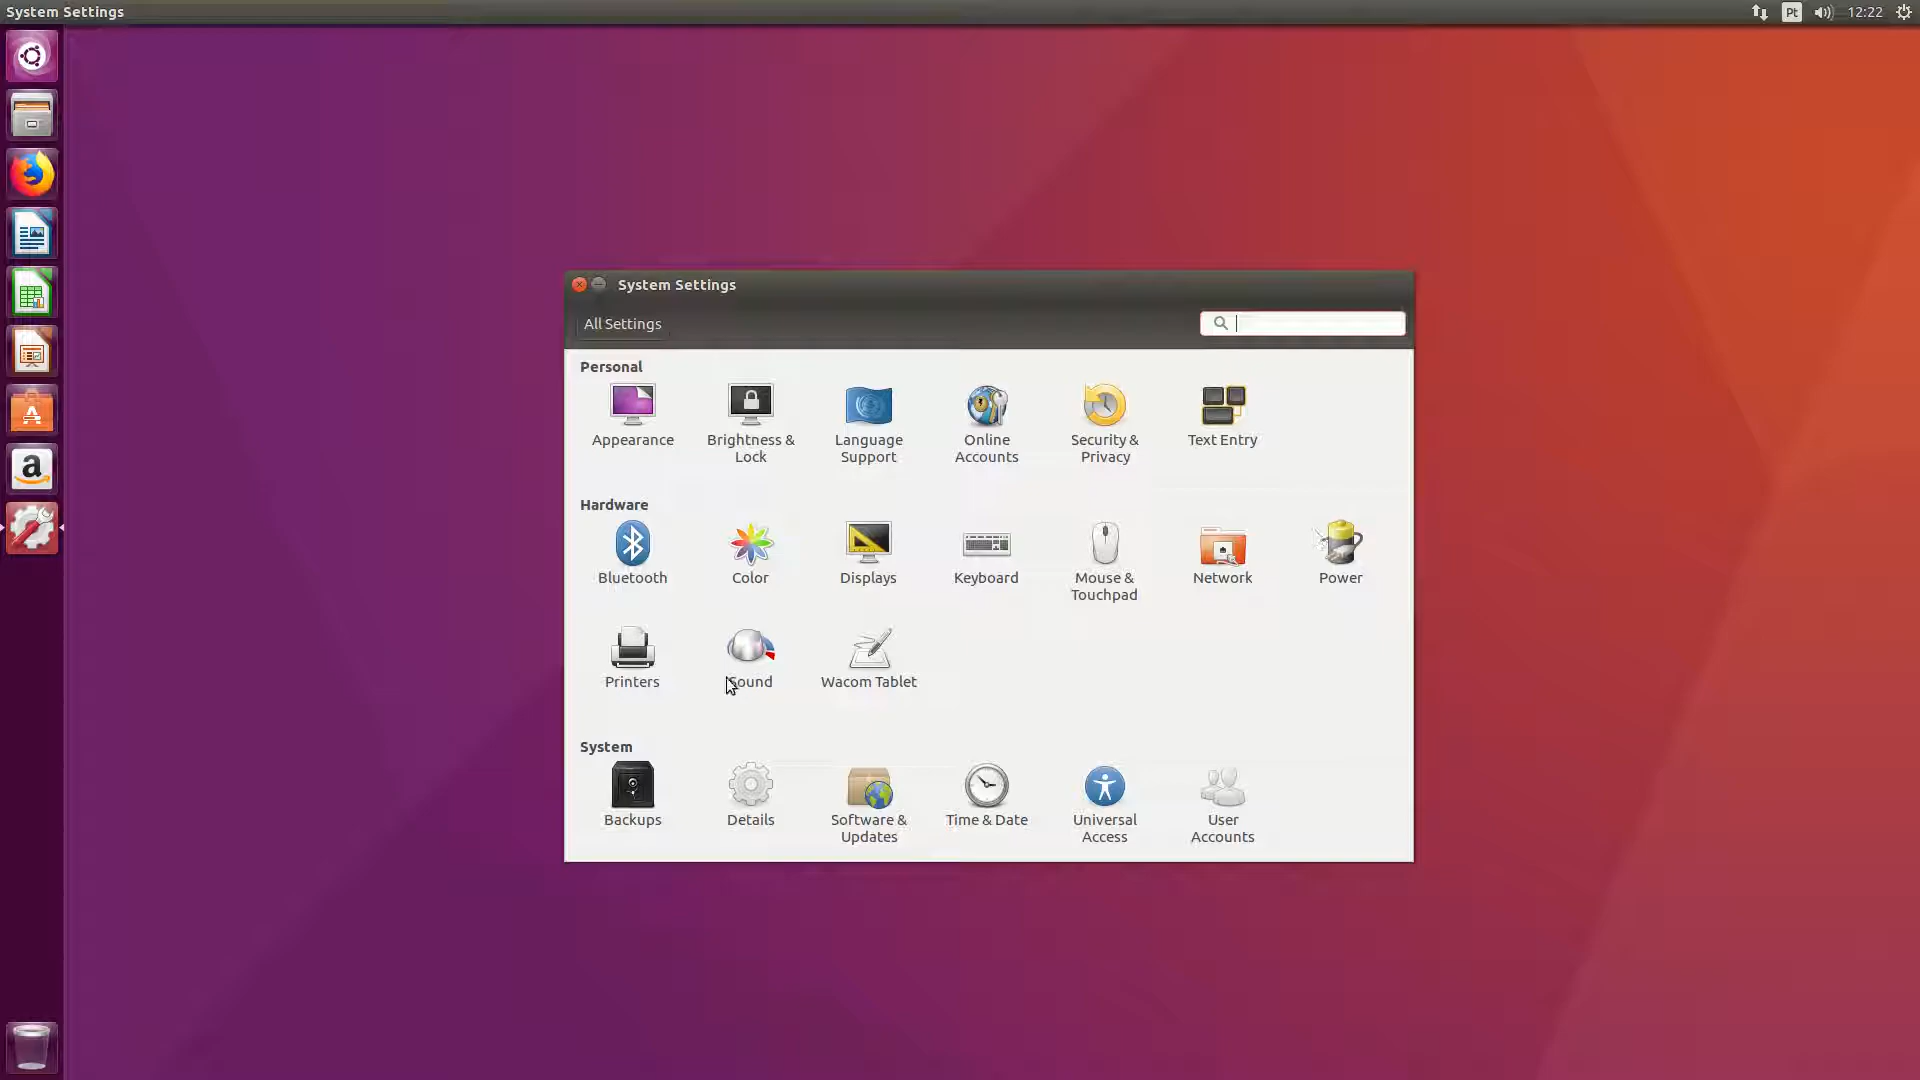 System Settings
Pt
12:22
System Settings
All Settings
Personal
Appearance
Brightness &
Lock
Language
Support
Online
Accounts
Security &
Privacy
Text Entry
Hardware
Bluetooth
Color
Displays
Keyboard
Mouse &
Touchpad
Network
Power
Printers
Sound
Wacom Tablet
System
Backups
Details
Software &
Updates
Time & Date
Universal
Access
User
Accounts